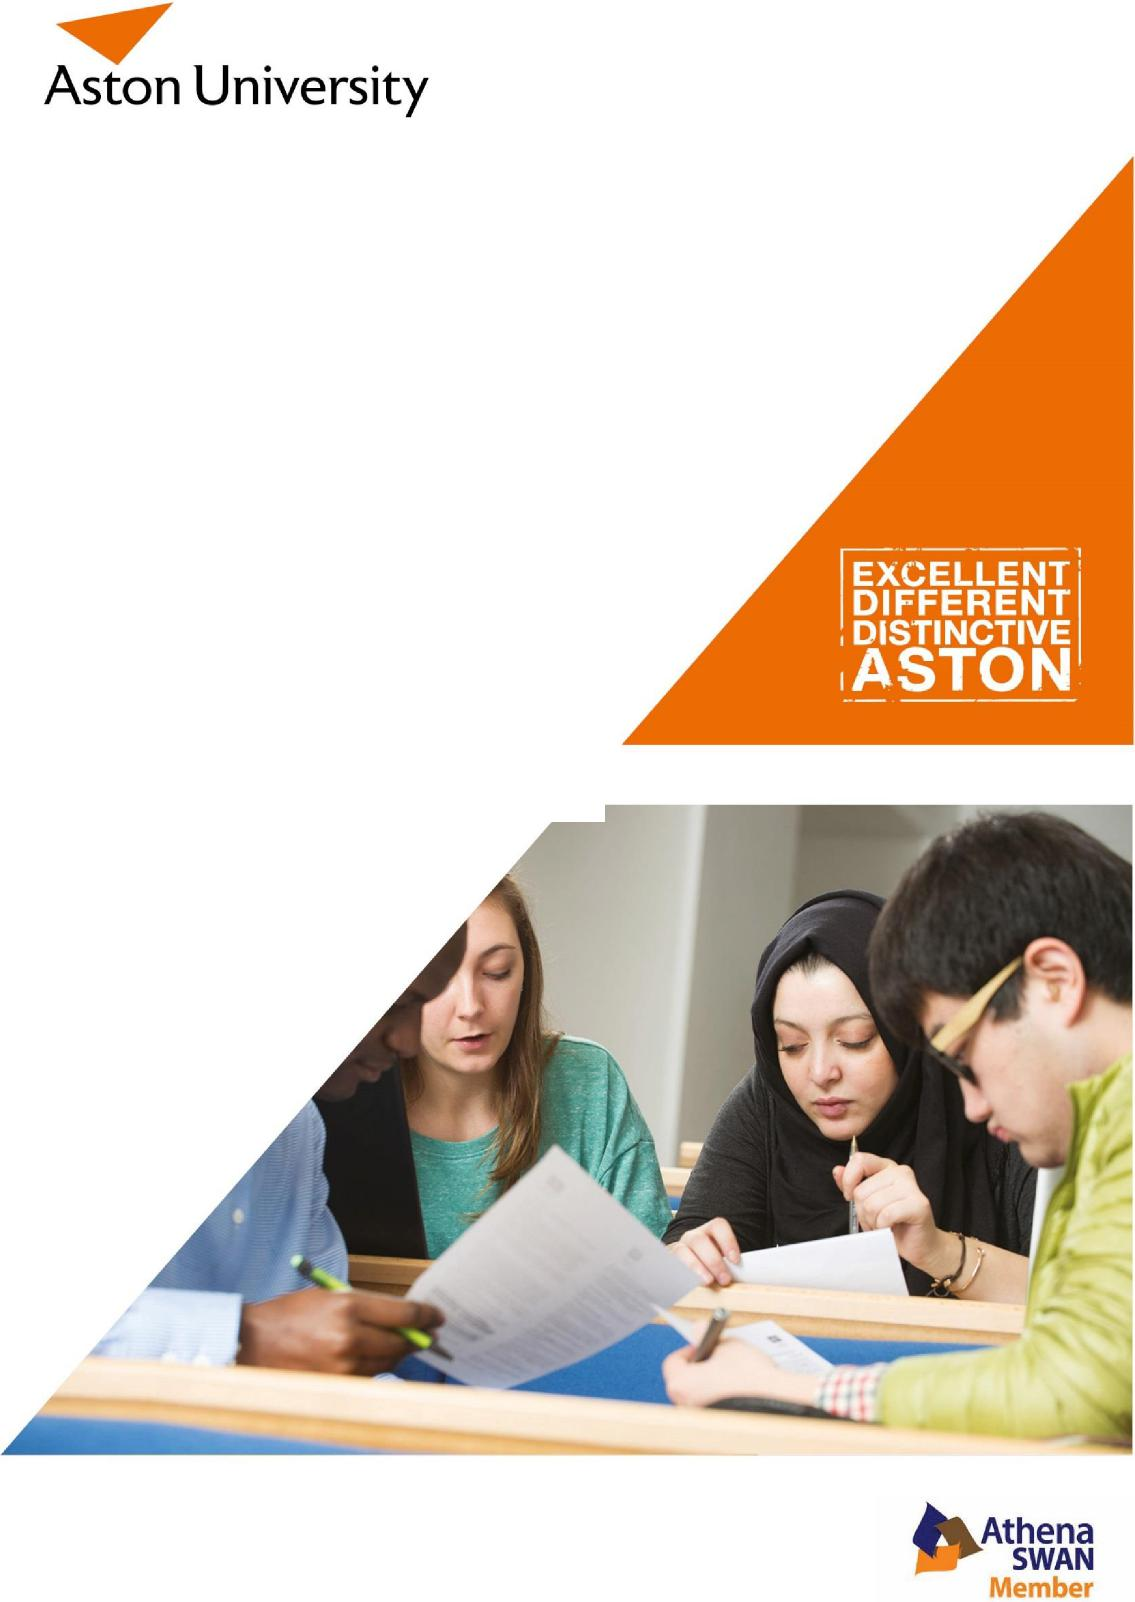 Aston University
EXCELLENT
DIFFERENT
DISTINCTIVE
ASTON
Athena
SWAN
Member